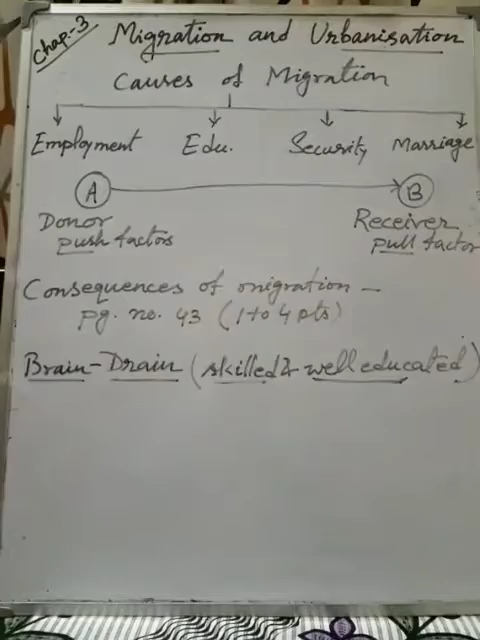 Chap:-3
Migration and Urbanisation
Causes of Migration
Employment Edu. Security Marriage
A B
Donor Receiver
push factors pull factor
Consequences of migration -
pg. no. 43 (1 to 4 pts)
Brain-Drain (skilled & well educated)